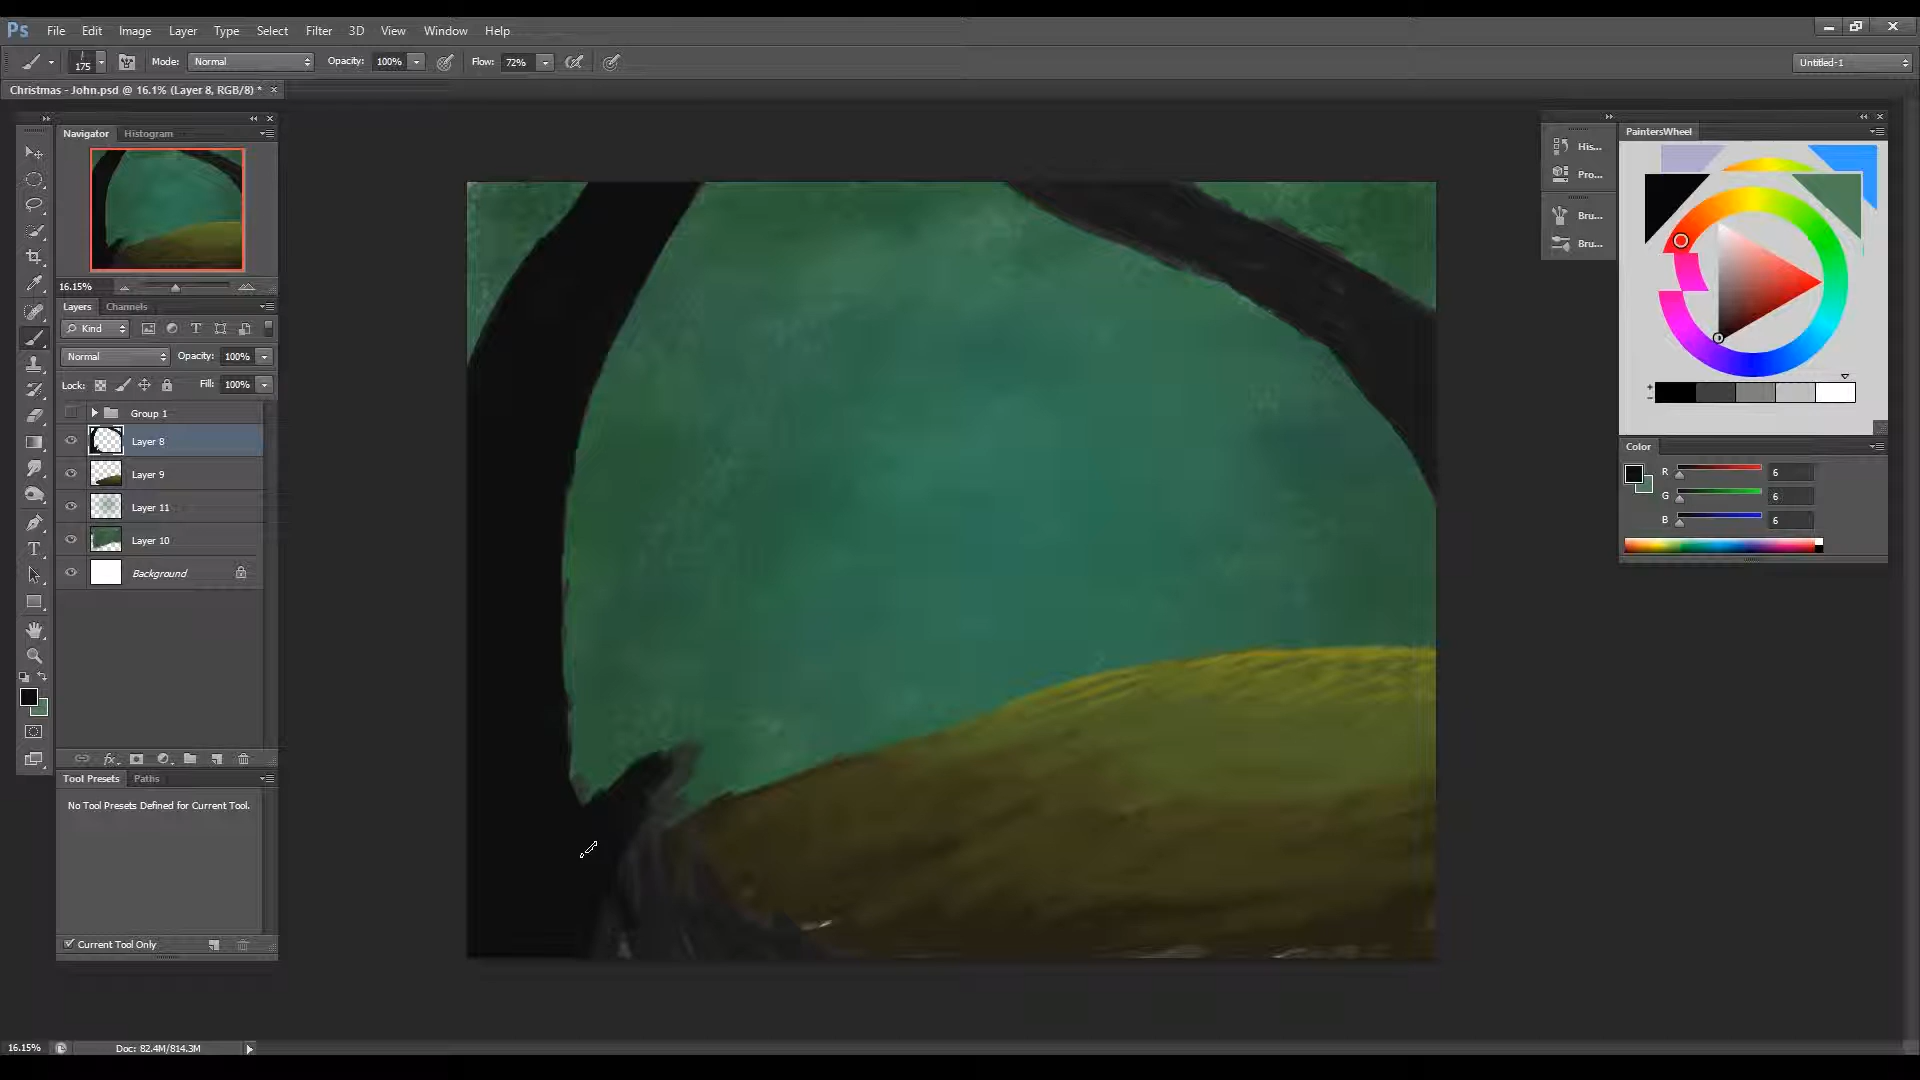 Ps File Edit Image Layer Type Select Filter 3D View Window Help
175 Mode: Normal Opacity: 100% Flow: 72% Untitled-1
Christmas - John.psd @ 16.1% (Layer 8, RGB/8) * ×
Navigator Histogram
16.15%
Layers Channels
Kind T
Normal Opacity: 100%
Lock: Fill: 100%
Group 1
Layer 8
Layer 9
Layer 11
Layer 10
Background
Tool Presets Paths
No Tool Presets Defined for Current Tool.
Current Tool Only
16.15% Doc: 82.4M/814.3M
His...
Pro...
Bru...
Bru...
PaintersWheel
Color
R 6
G 6
B 6